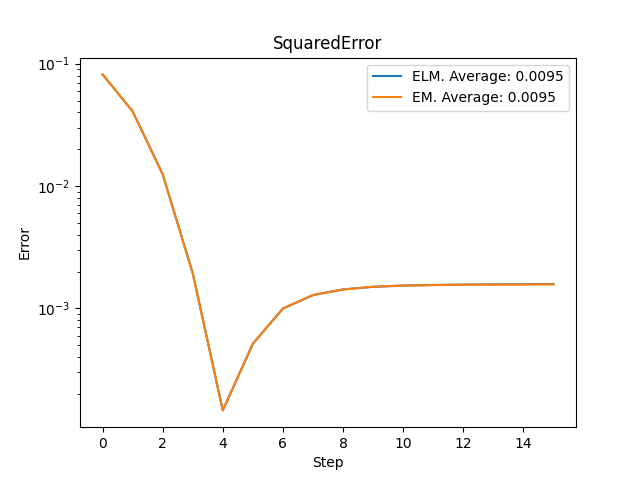 SquaredError
ELM. Average: 0.0095
EM. Average: 0.0095
Error
10⁻¹
10⁻²
10⁻³
0 2 4 6 8 10 12 14
Step